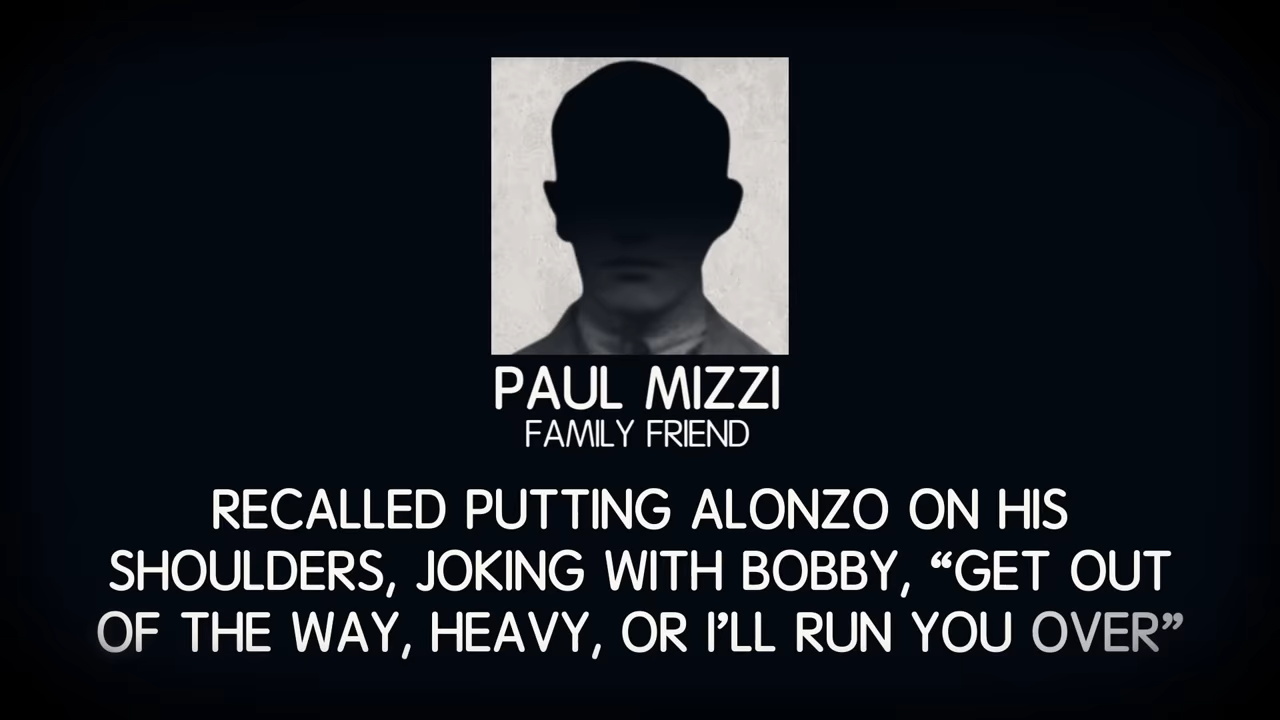 PAUL MIZZI
FAMILY FRIEND
RECALLED PUTTING ALONZO ON HIS
SHOULDERS, JOKING WITH BOBBY, “GET OUT
OF THE WAY, HEAVY, OR I’LL RUN YOU OVER”